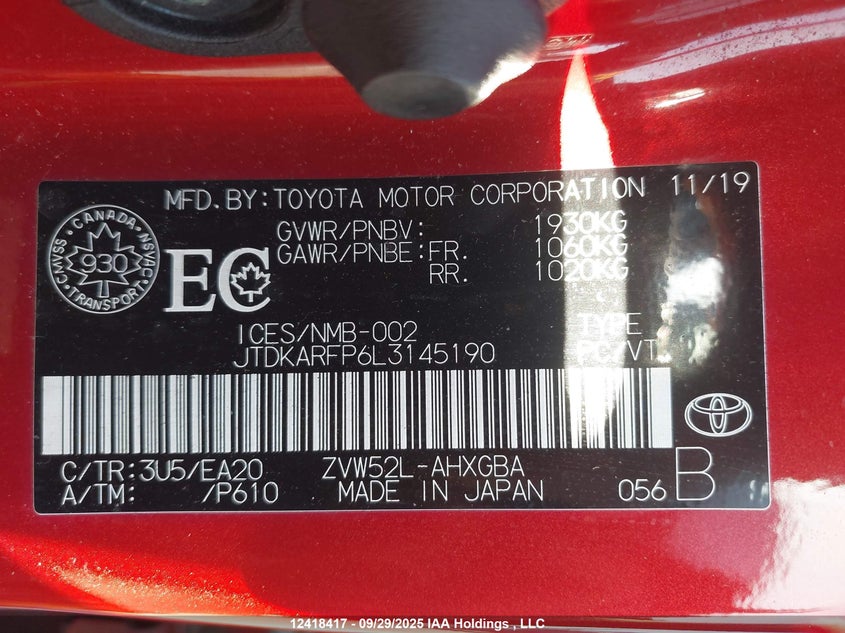 MFD. BY: TOYOTA MOTOR CORPORATION 11/19
GVWR/PNBV: 1930KG
GAWR/PNBE: FR. 1060KG
RR. 1020KG
CANADA
CMVSS NSVAC
930
TRANSPORT
EC
ICES/NMB-002 TYPE
JTDKARFP6L3145190 PC/VT
C/TR: 3U5/EA20 ZVW52L-AHXGBA
A/TM: /P610 MADE IN JAPAN 056 B
12418417 - 09/29/2025 IAA Holdings , LLC